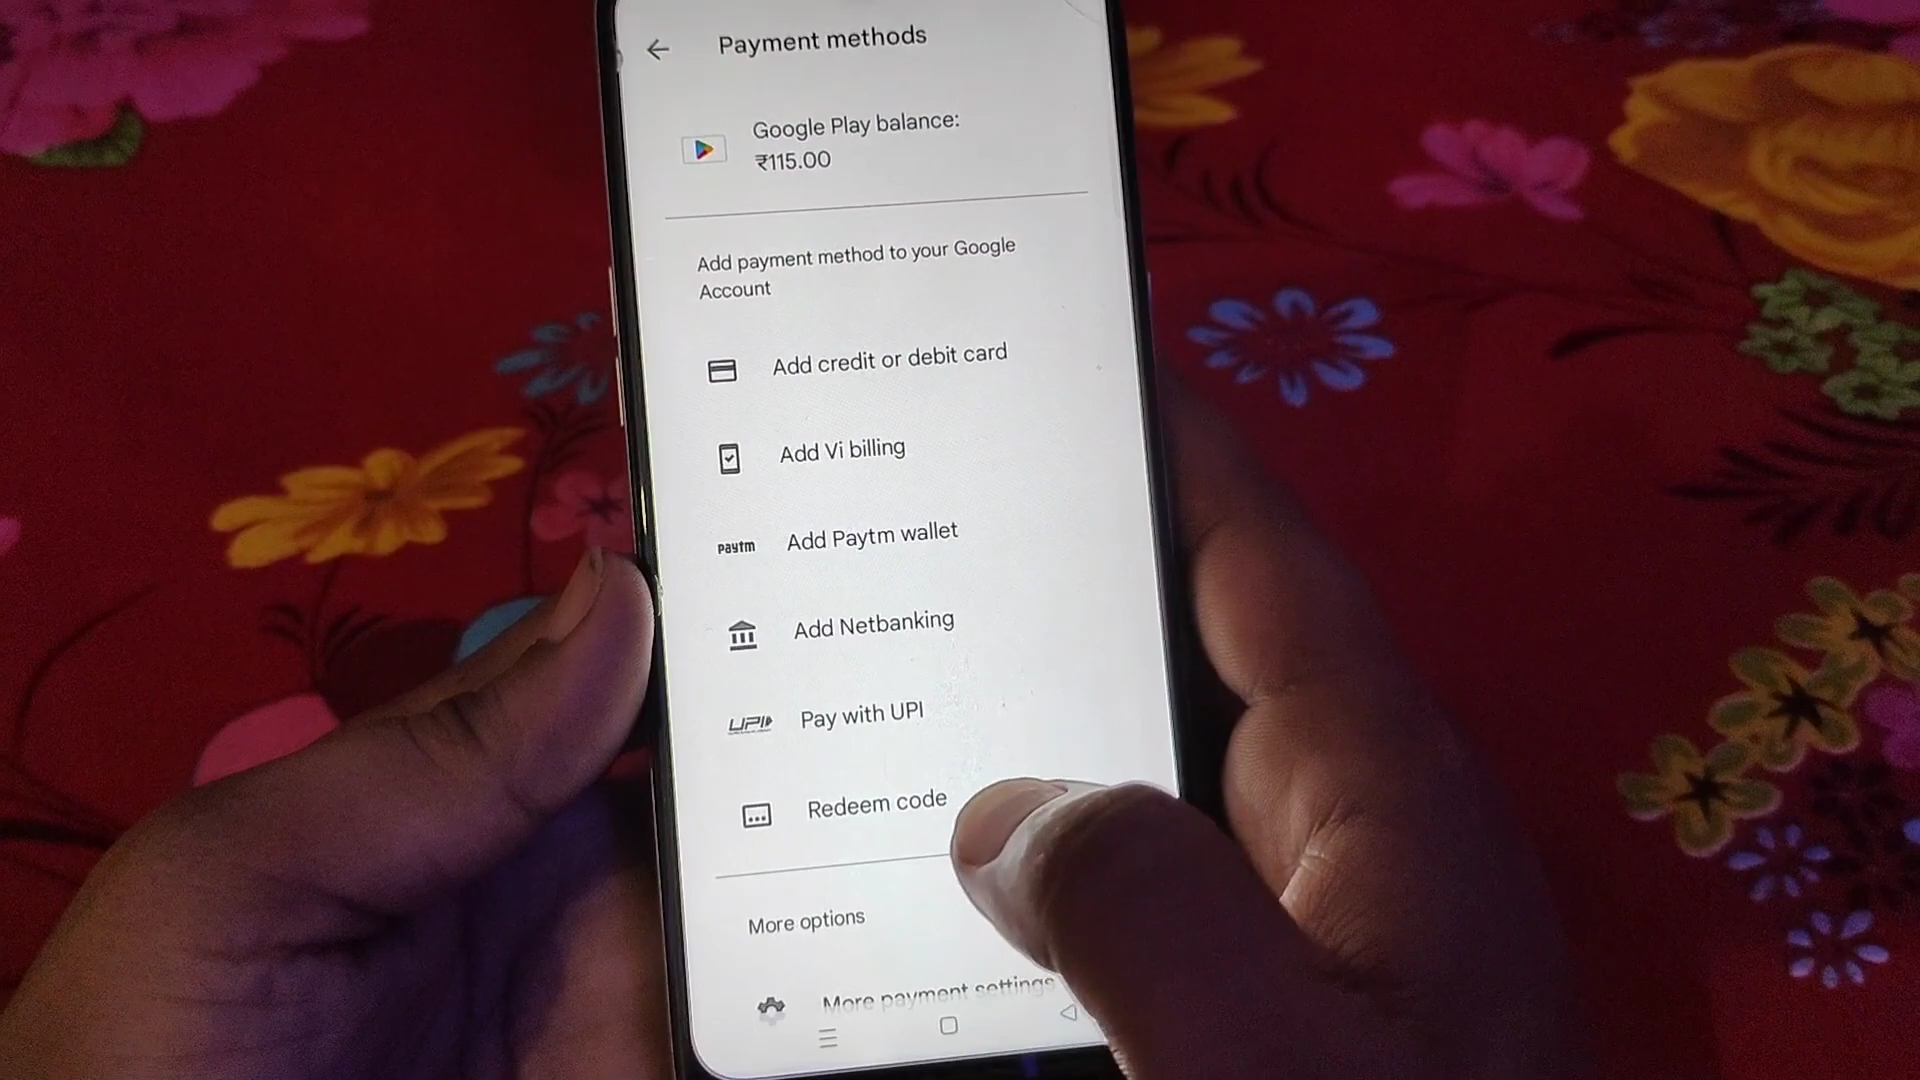 Payment methods
Google Play balance:
₹115.00
Add payment method to your Google
Account
Add credit or debit card
Add Vi billing
Paytm Add Paytm wallet
Add Netbanking
UPI Pay with UPI
Redeem code
More options
More payment settings